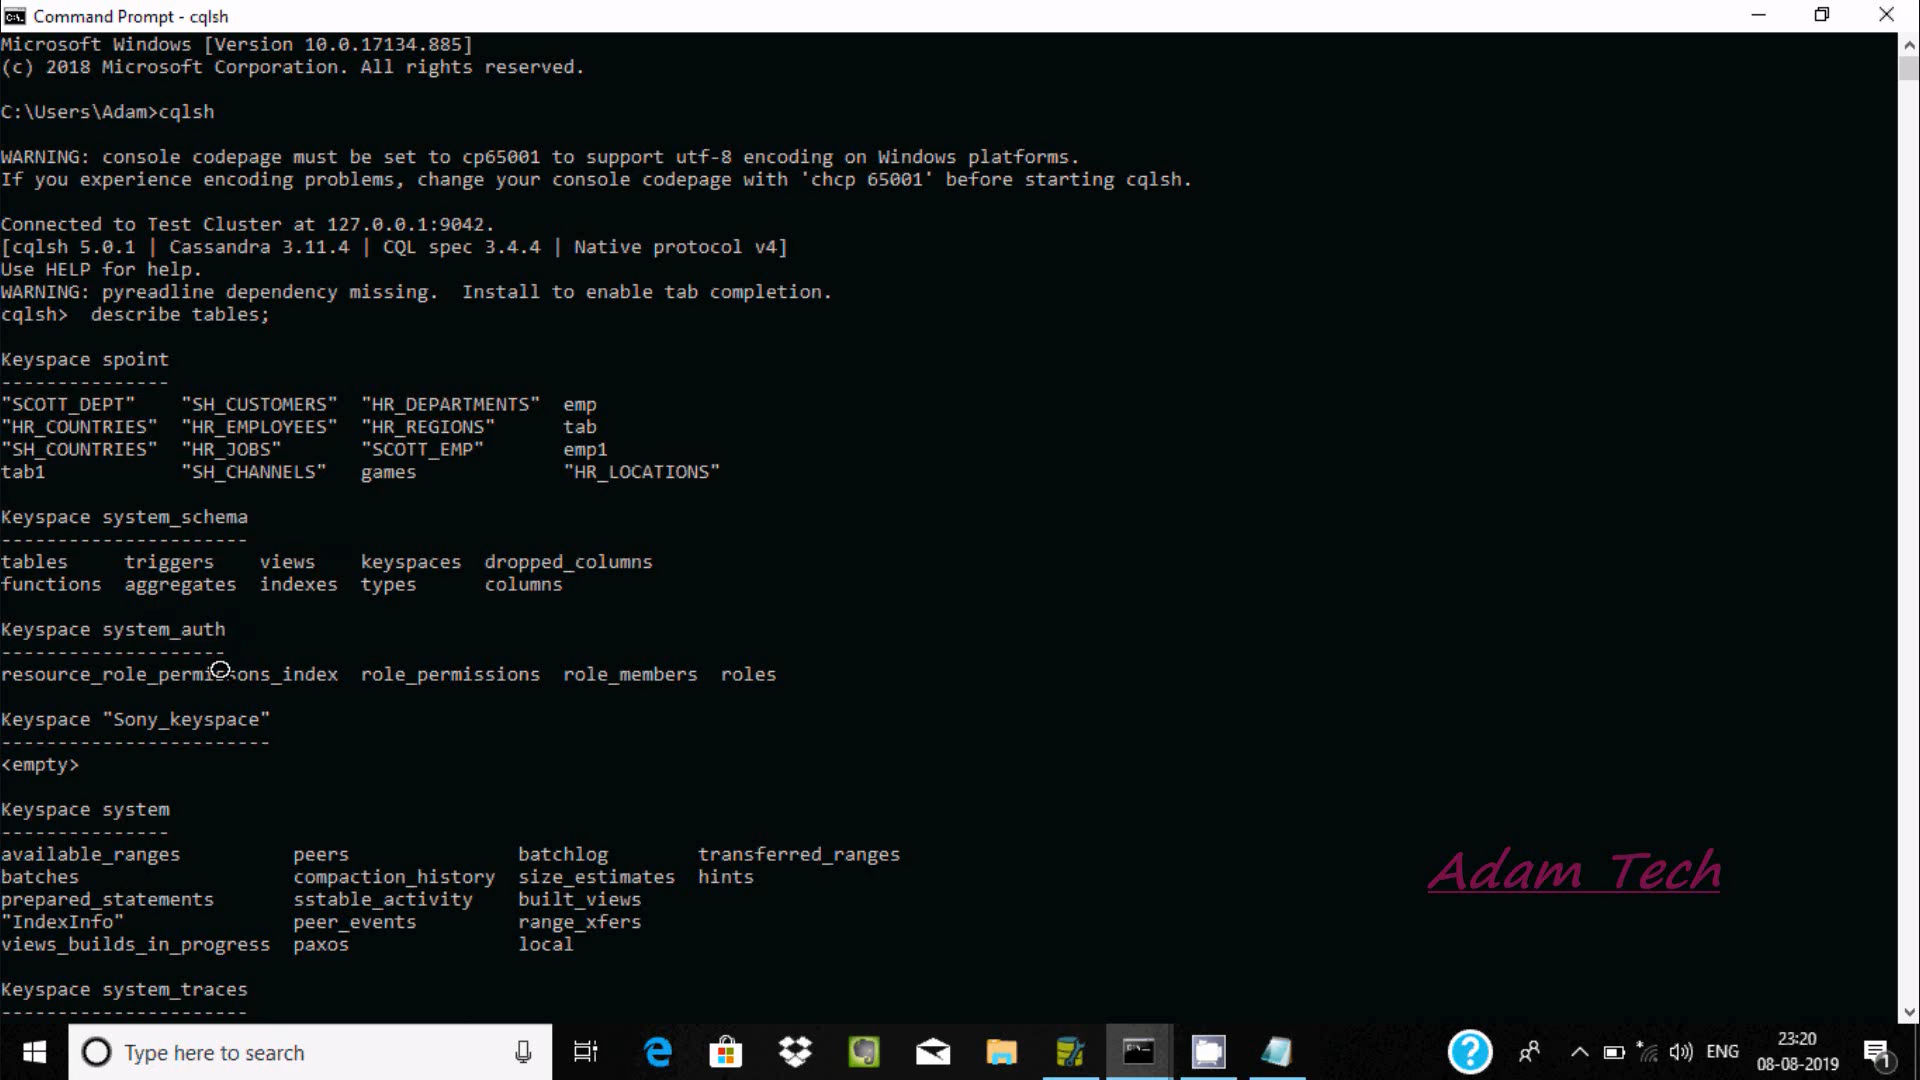 Command Prompt - cqlsh
Microsoft Windows [Version 10.0.17134.885]
(c) 2018 Microsoft Corporation. All rights reserved.
C:\Users\Adam>cqlsh
WARNING: console codepage must be set to cp65001 to support utf-8 encoding on Windows platforms.
If you experience encoding problems, change your console codepage with 'chcp 65001' before starting cqlsh.
Connected to Test Cluster at 127.0.0.1:9042.
[cqlsh 5.0.1 | Cassandra 3.11.4 | CQL spec 3.4.4 | Native protocol v4]
Use HELP for help.
WARNING: pyreadline dependency missing.  Install to enable tab completion.
cqlsh>  describe tables;
Keyspace spoint
---------------
"SCOTT_DEPT"    "SH_CUSTOMERS"  "HR_DEPARTMENTS"  emp
"HR_COUNTRIES"  "HR_EMPLOYEES"  "HR_REGIONS"      tab
"SH_COUNTRIES"  "HR_JOBS"       "SCOTT_EMP"       emp1
tab1            "SH_CHANNELS"   games             "HR_LOCATIONS"
Keyspace system_schema
----------------------
tables     triggers    views    keyspaces  dropped_columns
functions  aggregates  indexes  types      columns
Keyspace system_auth
--------------------
resource_role_permissons_index  role_permissions  role_members  roles
Keyspace "Sony_keyspace"
------------------------
<empty>
Keyspace system
---------------
available_ranges          peers               batchlog        transferred_ranges
batches                   compaction_history  size_estimates  hints
prepared_statements       sstable_activity    built_views
"IndexInfo"               peer_events         range_xfers
views_builds_in_progress  paxos               local
Keyspace system_traces
----------------------
Adam Tech
Type here to search
ENG
23:20
08-08-2019
1